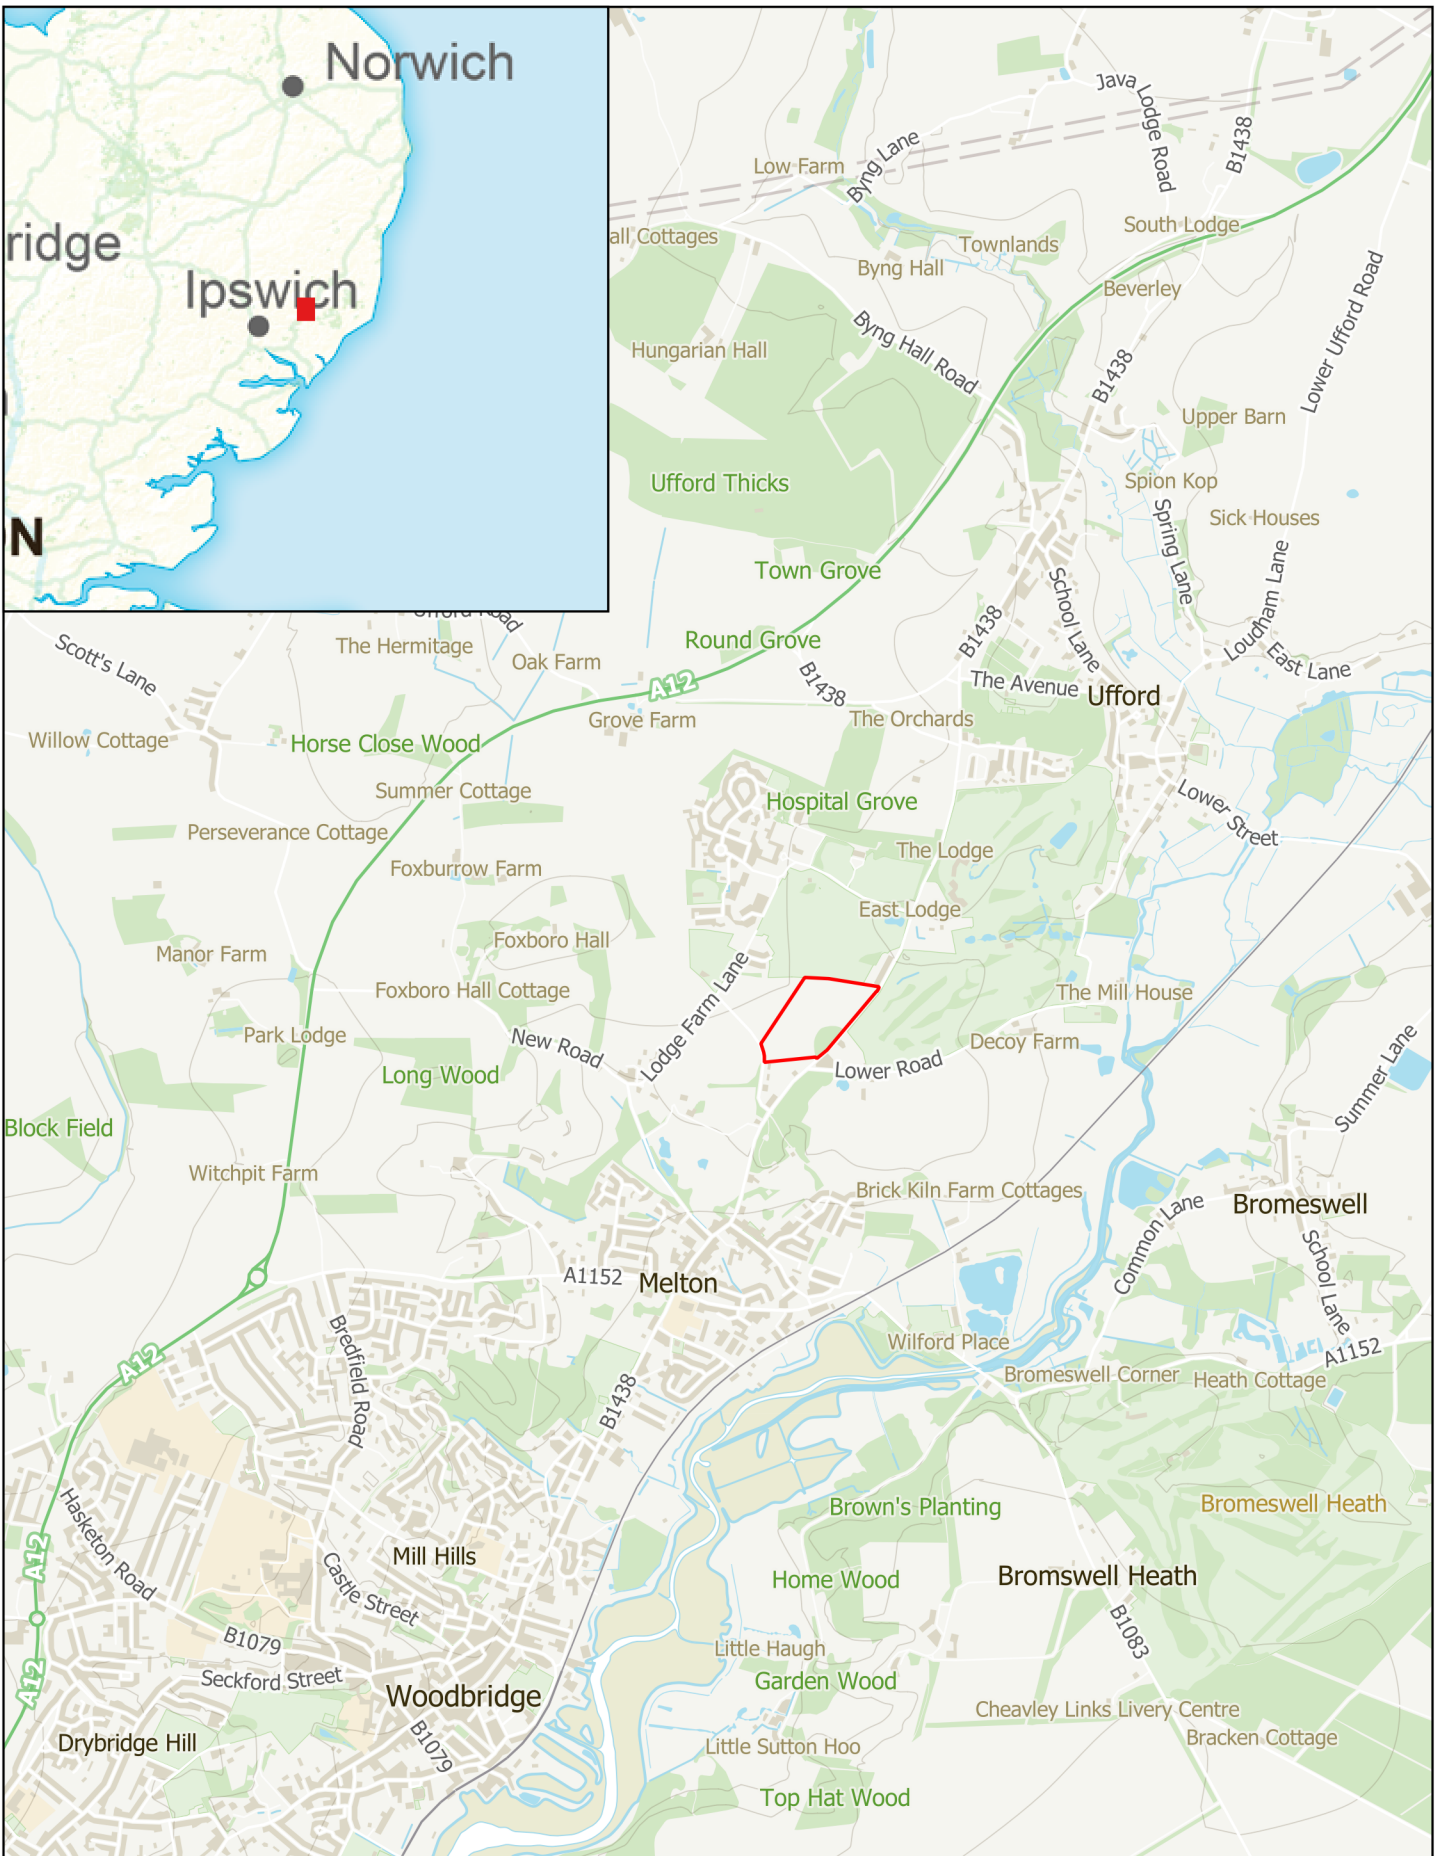 Norwich
ridge
Ipswich
N
Java Lodge Road
B1438
Low Farm
Byng Lane
all Cottages
Townlands
South Lodge
Byng Hall
Beverley
Lower Ufford Road
Hungarian Hall
Byng Hall Road
B1438
Upper Barn
Ufford Thicks
Spion Kop
Spring Lane
Sick Houses
Town Grove
School Lane
Loudham Lane
Ufford Road
Scott's Lane
The Hermitage
Oak Farm
Round Grove
B1438
East Lane
A12
B1438
The Avenue
Ufford
Grove Farm
The Orchards
Willow Cottage
Horse Close Wood
Summer Cottage
Hospital Grove
Lower Street
Perseverance Cottage
The Lodge
Foxburrow Farm
East Lodge
Manor Farm
Foxboro Hall
Foxboro Hall Cottage
Lodge Farm Lane
The Mill House
Park Lodge
New Road
Decoy Farm
Lower Road
Summer Lane
Long Wood
Block Field
Witchpit Farm
Brick Kiln Farm Cottages
Bromeswell
Common Lane
School Lane
A1152
Melton
Bredfield Road
Wilford Place
A12
A1152
Bromeswell Corner
Heath Cottage
B1438
Hasketon Road
Brown's Planting
Bromeswell Heath
A12
Mill Hills
Castle Street
Home Wood
Bromswell Heath
B1079
B1083
Little Haugh
A12
Seckford Street
Garden Wood
Woodbridge
Cheavley Links Livery Centre
Drybridge Hill
B1079
Little Sutton Hoo
Bracken Cottage
Top Hat Wood